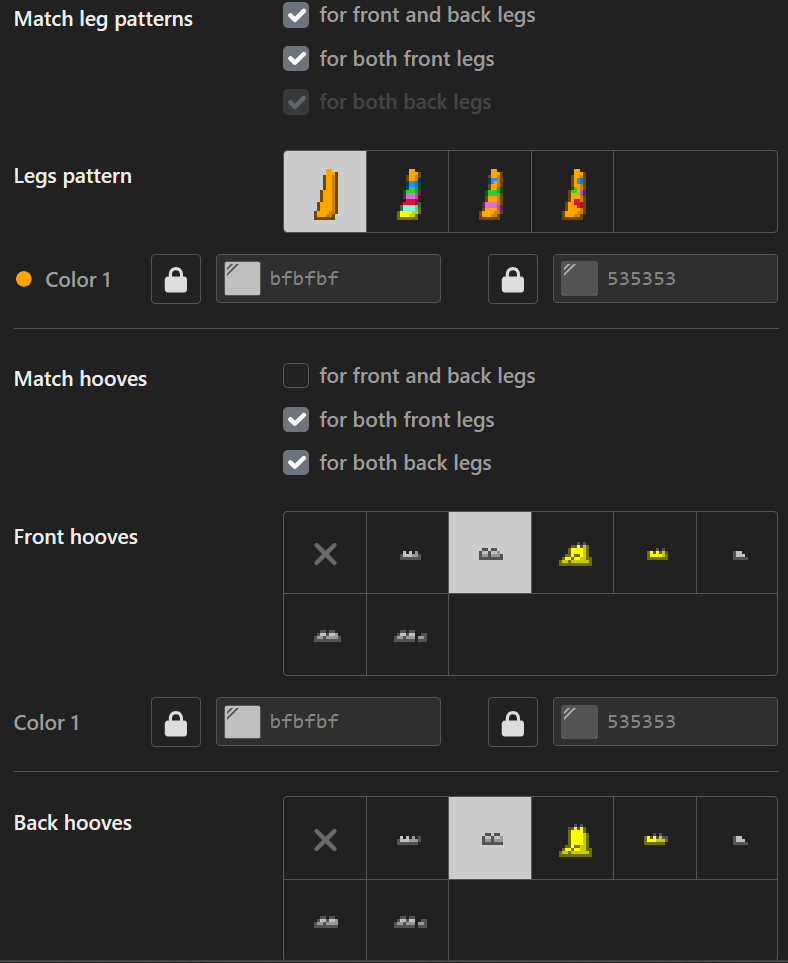 Match leg patterns
for front and back legs
for both front legs
for both back legs
Legs pattern
Color 1 bfbfbf 535353
Match hooves
for front and back legs
for both front legs
for both back legs
Front hooves
Color 1 bfbfbf 535353
Back hooves